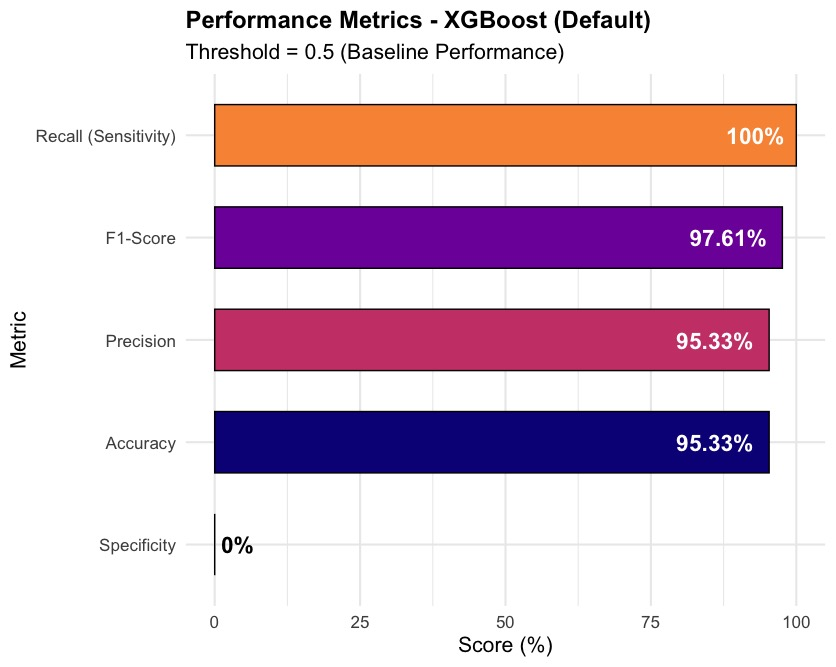 Performance Metrics - XGBoost (Default)
Threshold = 0.5 (Baseline Performance)
Metric
Recall (Sensitivity) 100%
F1-Score 97.61%
Precision 95.33%
Accuracy 95.33%
Specificity 0%
0 25 50 75 100
Score (%)